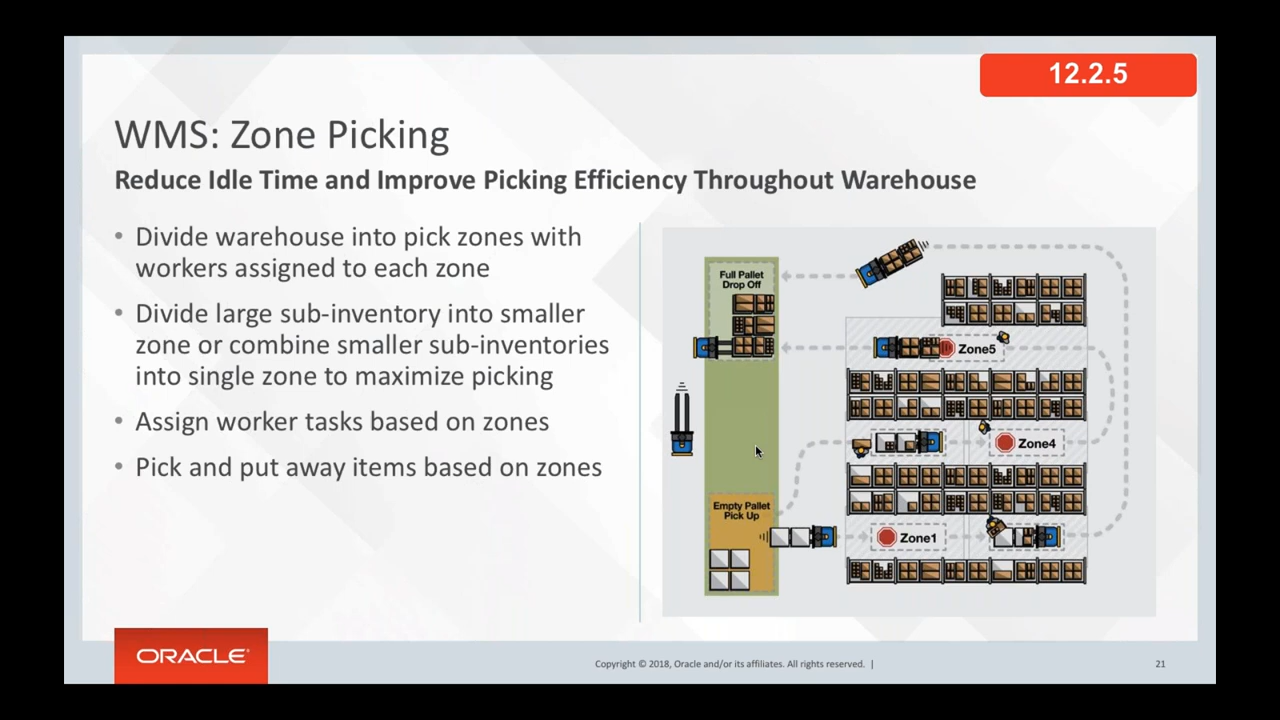 12.2.5
WMS: Zone Picking
Reduce Idle Time and Improve Picking Efficiency Throughout Warehouse
• Divide warehouse into pick zones with
workers assigned to each zone
• Divide large sub-inventory into smaller
zone or combine smaller sub-inventories
into single zone to maximize picking
• Assign worker tasks based on zones
• Pick and put away items based on zones
Full Pallet
Drop Off
Zone5
Zone4
Empty Pallet
Pick Up
Zone1
ORACLE®
Copyright © 2018, Oracle and/or its affiliates. All rights reserved. |
21